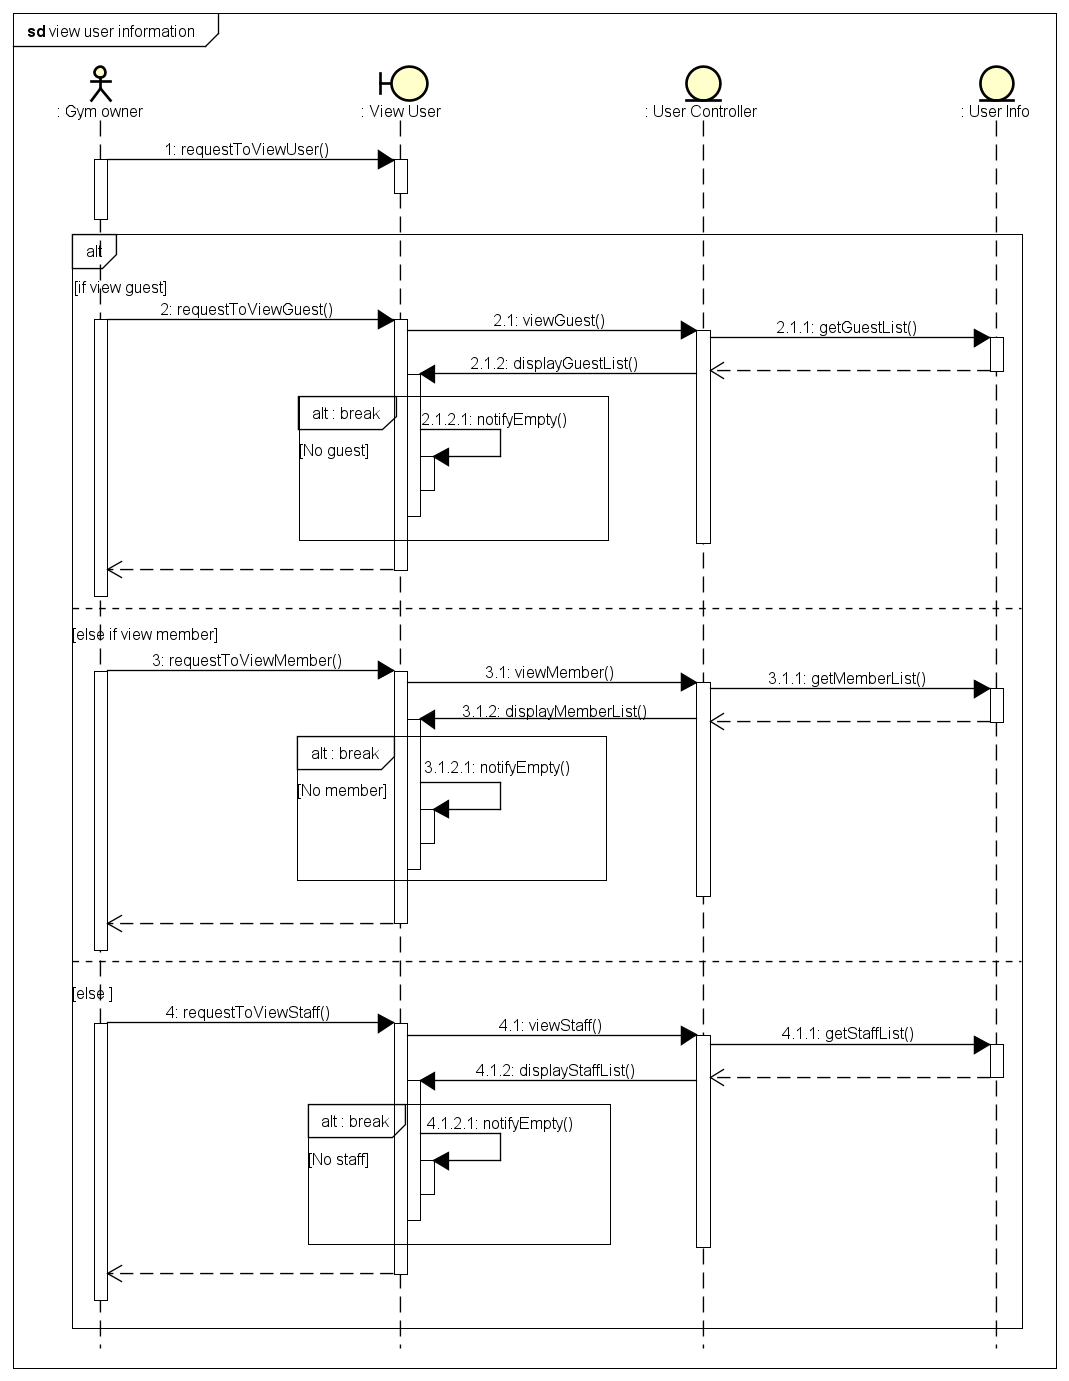 sd view user information
: Gym owner
: View User
: User Controller
: User Info
1: requestToViewUser()
alt
[if view guest]
2: requestToViewGuest()
2.1: viewGuest()
2.1.1: getGuestList()
2.1.2: displayGuestList()
alt : break
2.1.2.1: notifyEmpty()
[No guest]
[else if view member]
3: requestToViewMember()
3.1: viewMember()
3.1.1: getMemberList()
3.1.2: displayMemberList()
alt : break
3.1.2.1: notifyEmpty()
[No member]
[else ]
4: requestToViewStaff()
4.1: viewStaff()
4.1.1: getStaffList()
4.1.2: displayStaffList()
alt : break
4.1.2.1: notifyEmpty()
[No staff]